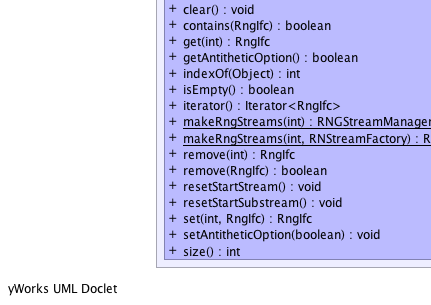 + clear() : void
+ contains(RngIfc) : boolean
+ get(int) : RngIfc
+ getAntitheticOption() : boolean
+ indexOf(Object) : int
+ isEmpty() : boolean
+ iterator() : Iterator<RngIfc>
+ makeRngStreams(int) : RNGStreamManager
+ makeRngStreams(int, RNStreamFactory) : R
+ remove(int) : RngIfc
+ remove(RngIfc) : boolean
+ resetStartStream() : void
+ resetStartSubstream() : void
+ set(int, RngIfc) : RngIfc
+ setAntitheticOption(boolean) : void
+ size() : int
yWorks UML Doclet